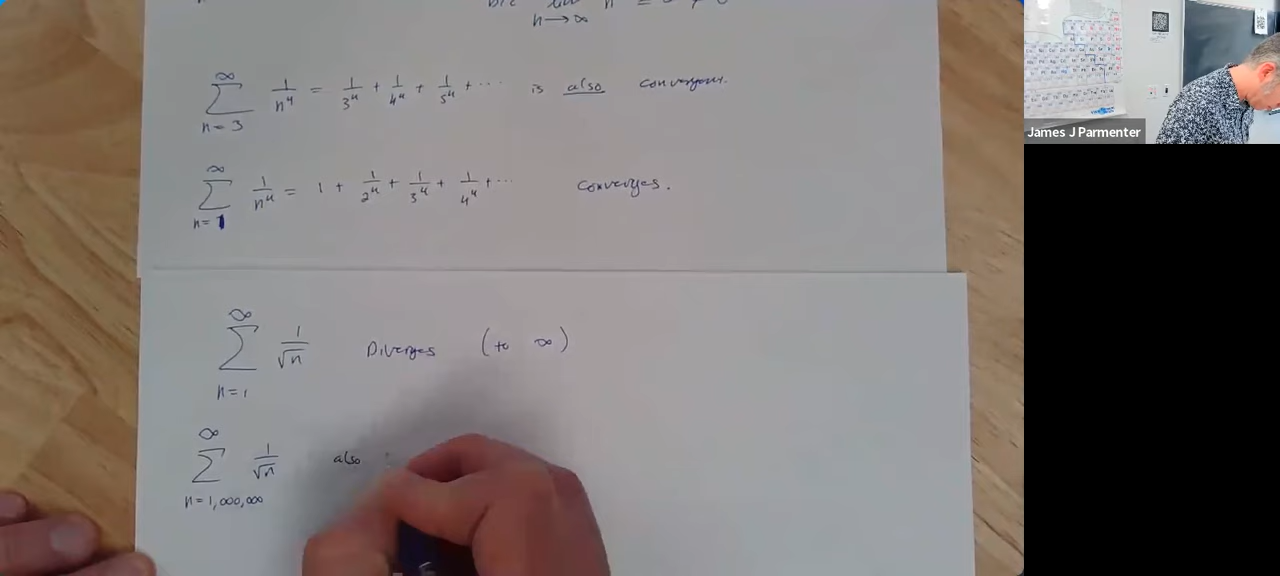 lim
n→∞
∞
Σ 1/n⁴ = 1/3⁴ + 1/4⁴ + 1/5⁴ + ⋯ is also convergent.
n=3
∞
Σ 1/n⁴ = 1 + 1/2⁴ + 1/3⁴ + 1/4⁴ + ⋯ converges.
n=1
∞
Σ 1/√n Diverges (to ∞)
n=1
∞
Σ 1/√n also
n=1,000,000
James J Parmenter